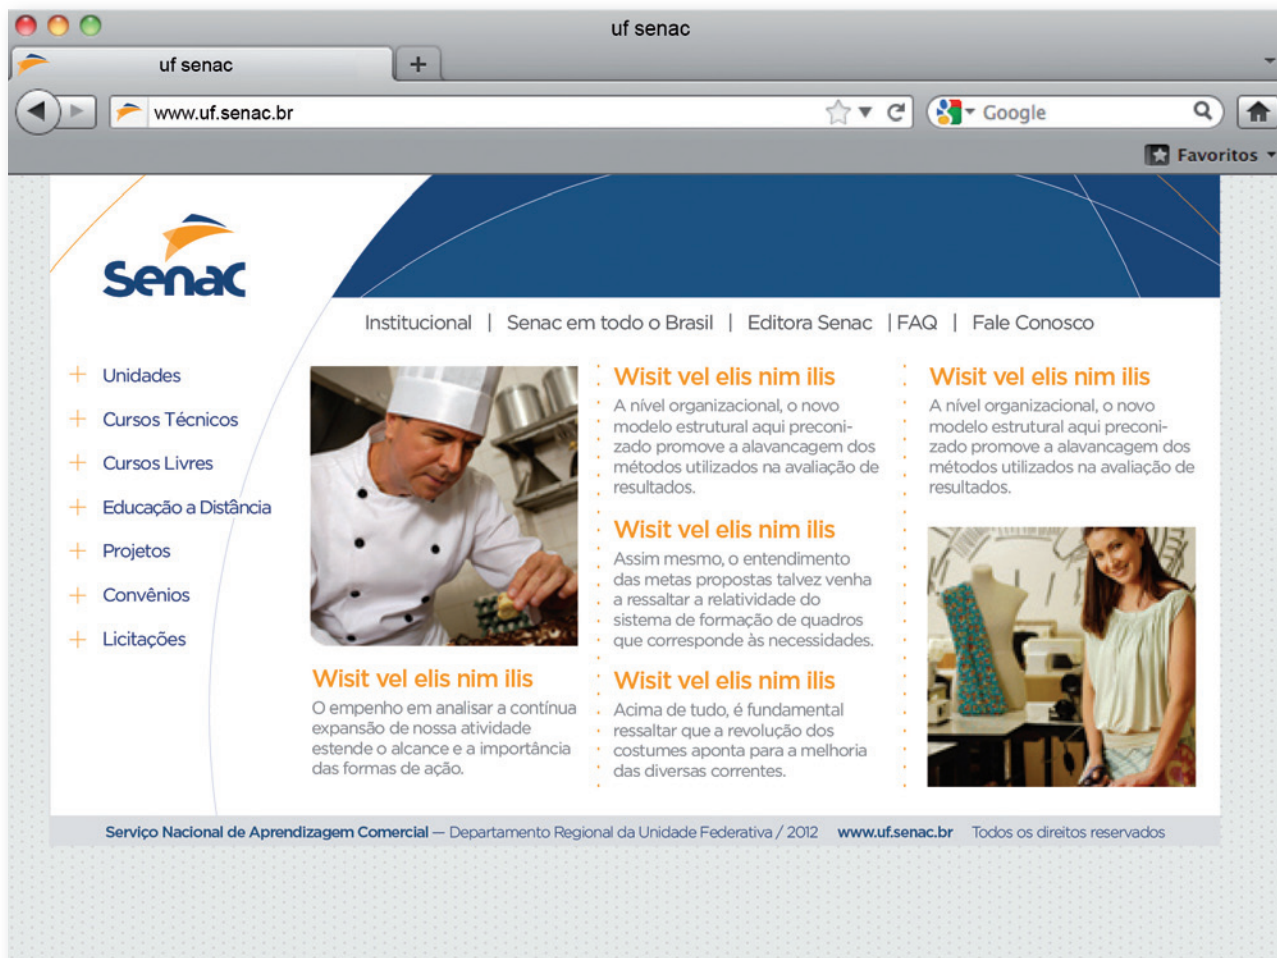 uf senac
uf senac
+
www.uf.senac.br
Google
Favoritos
Senac
Institucional | Senac em todo o Brasil | Editora Senac | FAQ | Fale Conosco
+ Unidades
+ Cursos Técnicos
+ Cursos Livres
+ Educação a Distância
+ Projetos
+ Convênios
+ Licitações
Wisit vel elis nim ilis
O empenho em analisar a contínua
expansão de nossa atividade
estende o alcance e a importância
das formas de ação.
Wisit vel elis nim ilis
A nível organizacional, o novo
modelo estrutural aqui preconi-
zado promove a alavancagem dos
métodos utilizados na avaliação de
resultados.
Wisit vel elis nim ilis
Assim mesmo, o entendimento
das metas propostas talvez venha
a ressaltar a relatividade do
sistema de formação de quadros
que corresponde às necessidades.
Wisit vel elis nim ilis
Acima de tudo, é fundamental
ressaltar que a revolução dos
costumes aponta para a melhoria
das diversas correntes.
Wisit vel elis nim ilis
A nível organizacional, o novo
modelo estrutural aqui preconi-
zado promove a alavancagem dos
métodos utilizados na avaliação de
resultados.
Serviço Nacional de Aprendizagem Comercial — Departamento Regional da Unidade Federativa / 2012 www.uf.senac.br Todos os direitos reservados